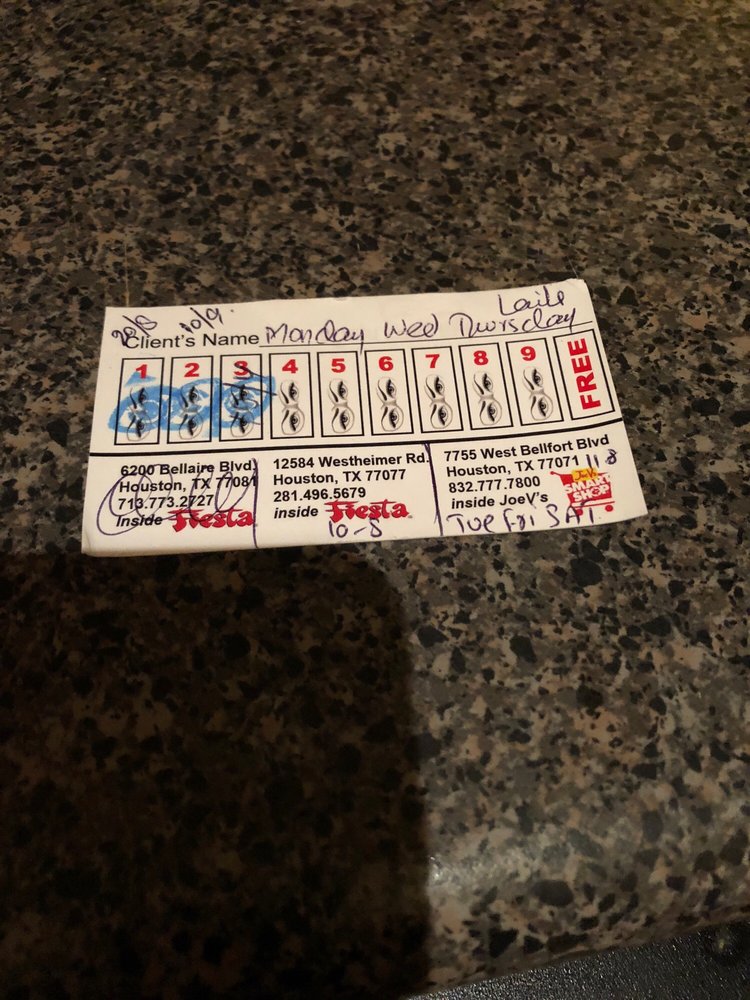 10/9.
Laile
Client's Name Monday Wed Thursday
1 2 3 4 5 6 7 8 9 FREE
6200 Bellaire Blvd
Houston, TX 77081
713.773.2727
inside Fiesta
12584 Westheimer Rd.
Houston, TX 77077
281.496.5679
inside Fiesta
10-8
7755 West Bellfort Blvd
Houston, TX 77071 11-8
832.777.7800
inside JoeV's
JoeV's SMART SHOP
Tue Fri SAT.